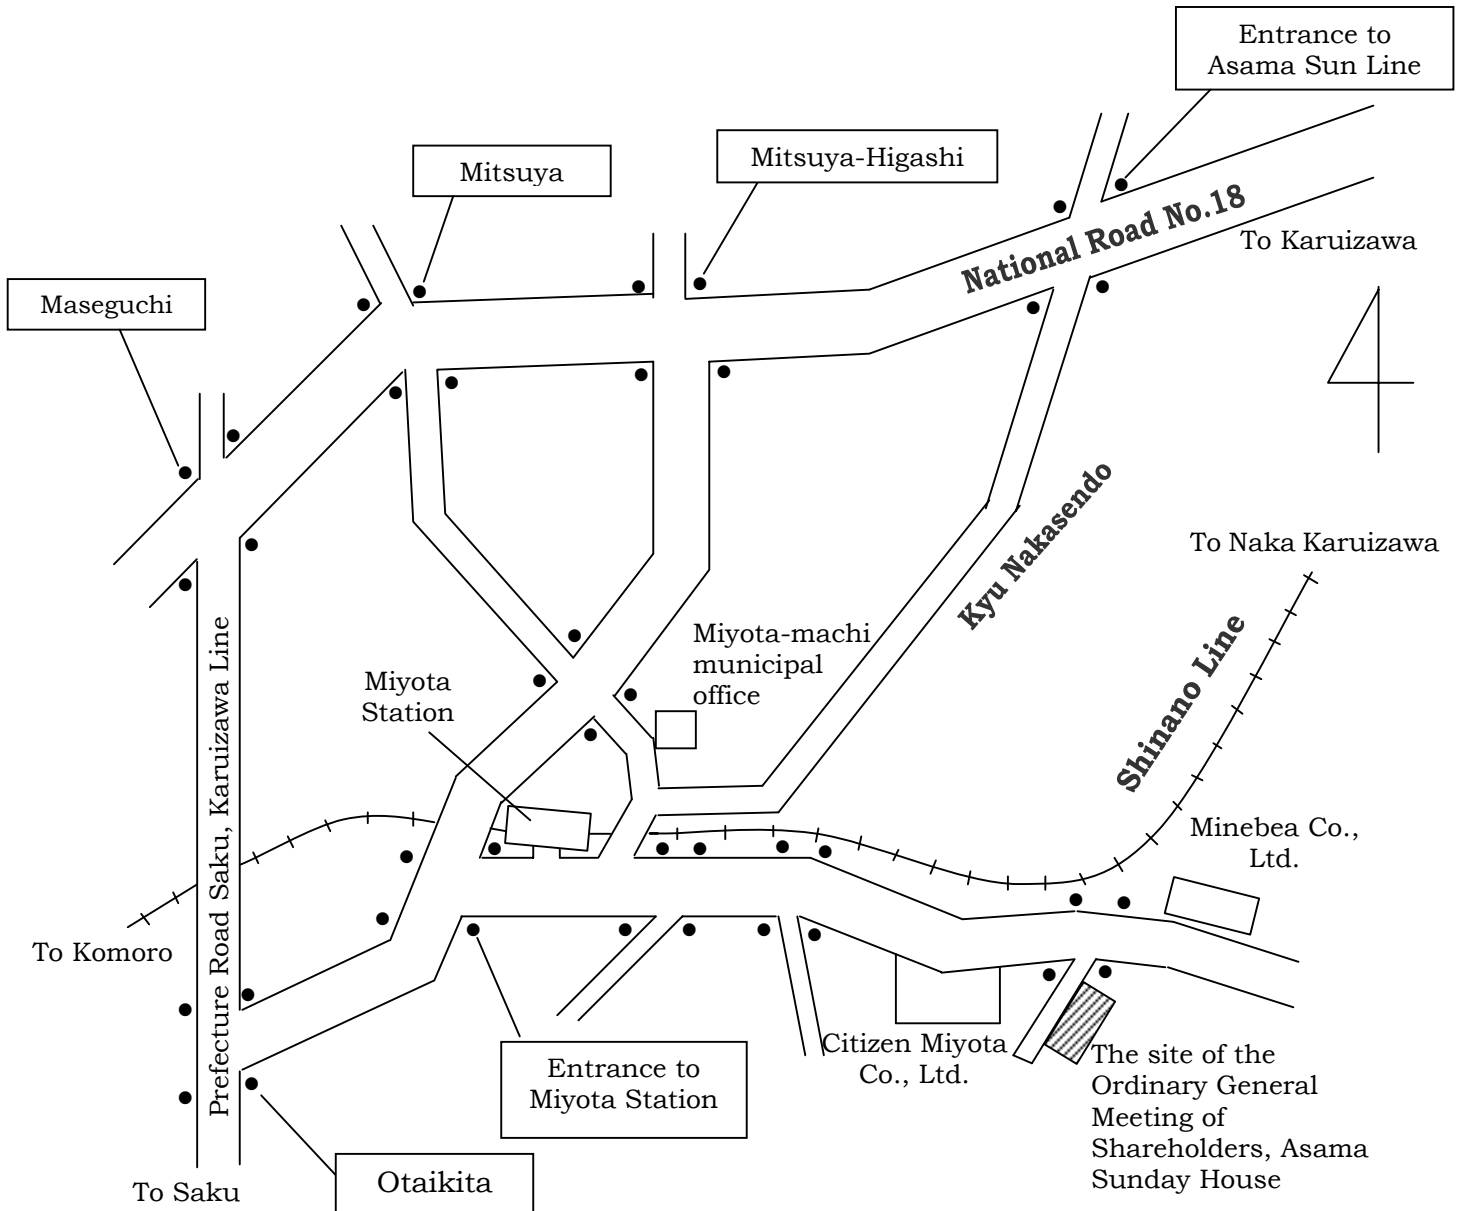 Entrance to
Asama Sun Line
Mitsuya-Higashi
Mitsuya
National Road No.18
To Karuizawa
Maseguchi
Kyu Nakasendo
To Naka Karuizawa
Miyota-machi
municipal
office
Miyota
Station
Prefecture Road Saku, Karuizawa Line
Shinano Line
Minebea Co.,
Ltd.
To Komoro
Citizen Miyota
Co., Ltd.
The site of the
Ordinary General
Meeting of
Shareholders, Asama
Sunday House
Entrance to
Miyota Station
Otaikita
To Saku